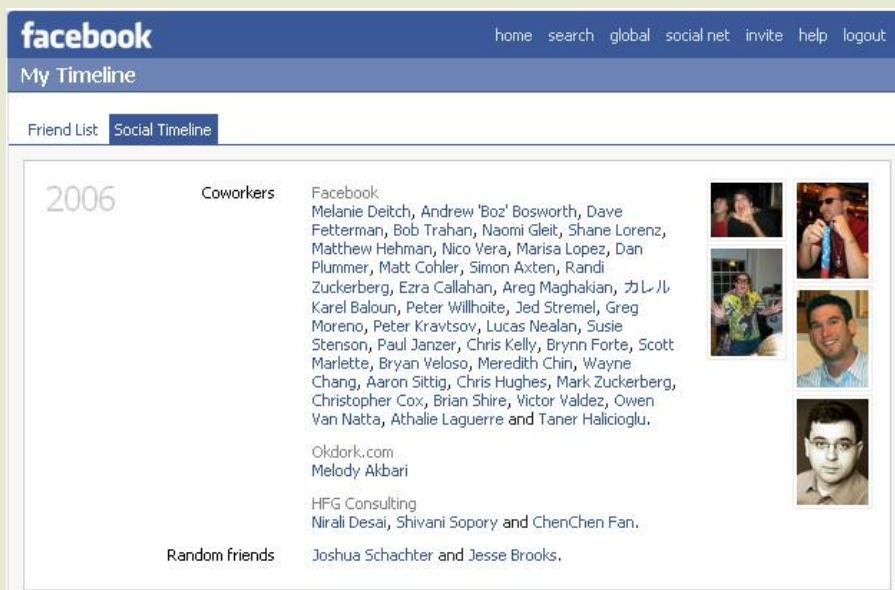 facebook
home search global social net invite help logout
My Timeline
Friend List Social Timeline
2006
Coworkers
Facebook
Melanie Deitch, Andrew 'Boz' Bosworth, Dave
Fetterman, Bob Trahan, Naomi Gleit, Shane Lorenz,
Matthew Hehman, Nico Vera, Marisa Lopez, Dan
Plummer, Matt Cohler, Simon Axten, Randi
Zuckerberg, Ezra Callahan, Areg Maghakian, カレル
Karel Baloun, Peter Willhoite, Jed Stremel, Greg
Moreno, Peter Kravtsov, Lucas Nealan, Susie
Stenson, Paul Janzer, Chris Kelly, Brynn Forte, Scott
Marlette, Bryan Veloso, Meredith Chin, Wayne
Chang, Aaron Sittig, Chris Hughes, Mark Zuckerberg,
Christopher Cox, Brian Shire, Victor Valdez, Owen
Van Natta, Athalie Laguerre and Taner Halicioglu.
Okdork.com
Melody Akbari
HFG Consulting
Nirali Desai, Shivani Sopory and ChenChen Fan.
Random friends
Joshua Schachter and Jesse Brooks.